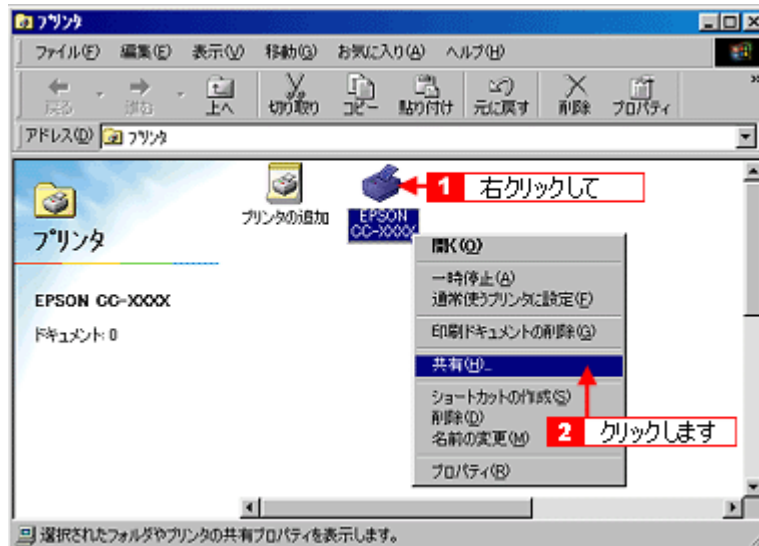 プリンタ
ファイル(F) 編集(E) 表示(V) 移動(G) お気に入り(A) ヘルプ(H)
戻る 進む 上へ 切り取り コピー 貼り付け 元に戻す 削除 プロパティ
アドレス(D) プリンタ
プリンタ
EPSON CC-XXXX
ドキュメント: 0
プリンタの追加
EPSON
CC-XXXX
1 右クリックして
開く(O)
一時停止(A)
通常使うプリンタに設定(F)
印刷ドキュメントの削除(G)
共有(H)...
ショートカットの作成(S)
削除(D)
名前の変更(M)
2 クリックします
プロパティ(R)
選択されたフォルダやプリンタの共有プロパティを表示します。